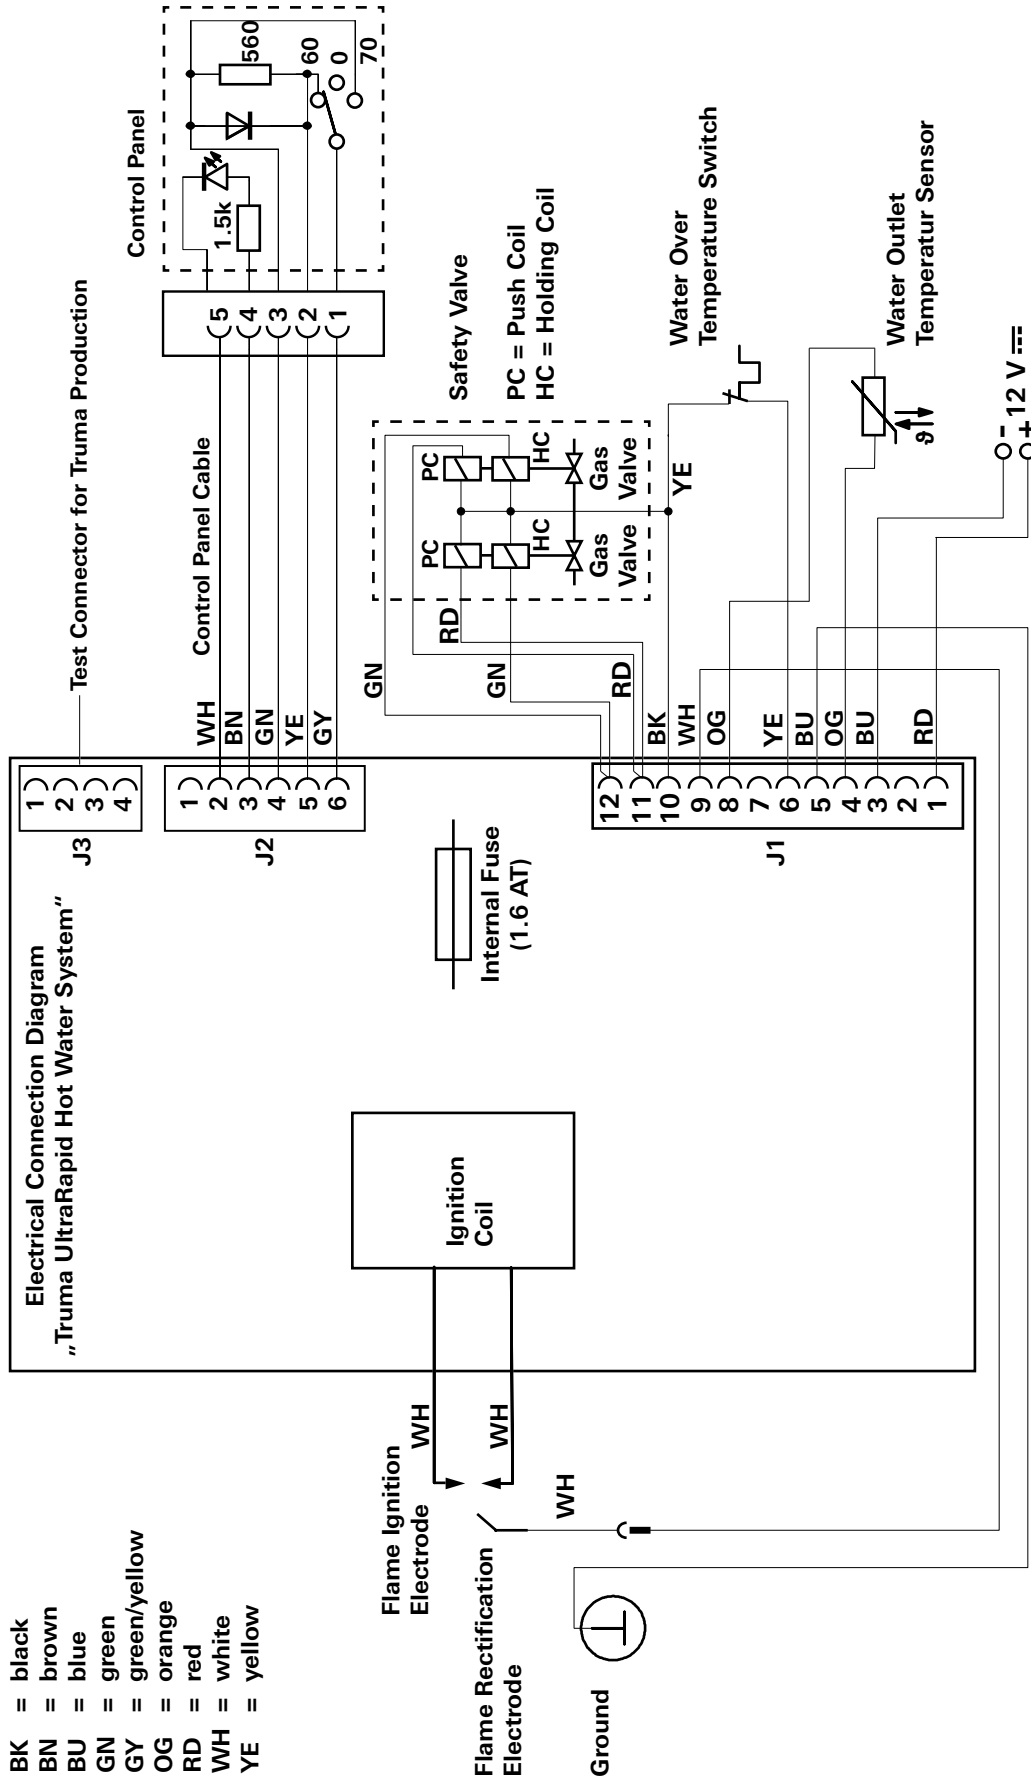 Electrical Connection Diagram
„Truma UltraRapid Hot Water System"
BK = black
BN = brown
BU = blue
GN = green
GY = green/yellow
OG = orange
RD = red
WH = white
YE = yellow
Flame Ignition
Electrode
WH
WH
Flame Rectification
Electrode
WH
Ground
Ignition
Coil
Internal Fuse
(1.6 AT)
J3
1
2
3
4
Test Connector for Truma Production
J2
1
2
3
4
5
6
WH
BN
GN
YE
GY
Control Panel Cable
5
4
3
2
1
Control Panel
1.5k
560
60
0
70
J1
12
11
10
9
8
7
6
5
4
3
2
1
GN
GN
RD
RD
BK
WH
OG
YE
BU
OG
BU
RD
Safety Valve
PC = Push Coil
HC = Holding Coil
PC
PC
HC
HC
Gas
Valve
Gas
Valve
YE
Water Over
Temperature Switch
Water Outlet
Temperatur Sensor
ϑ
-
+ 12 V